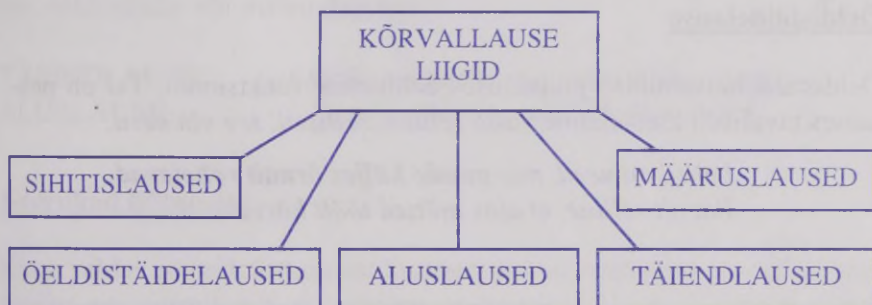 KÕRVALLAUSE
LIIGID
SIHITISLAUSED
MÄÄRUSLAUSED
ÖELDISTÄIDELAUSED
ALUSLAUSED
TÄIENDLAUSED